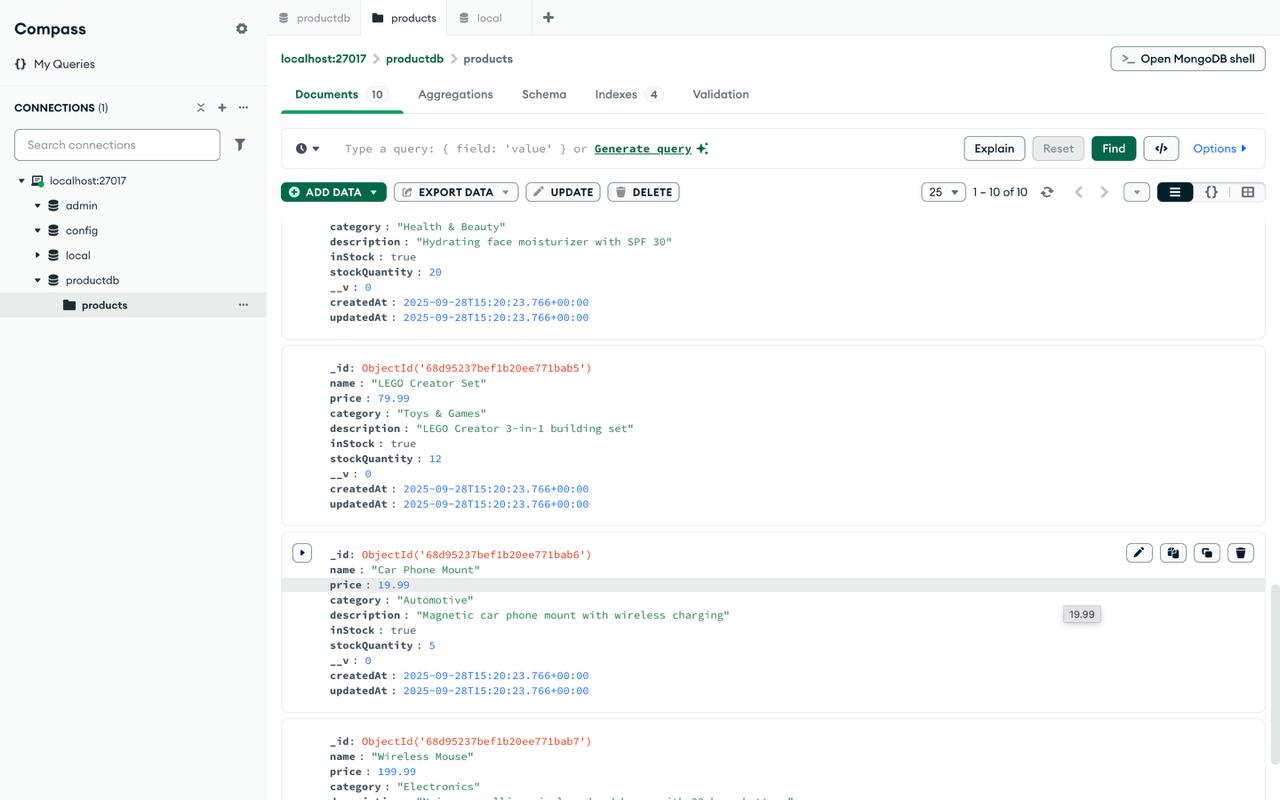 Compass
My Queries
CONNECTIONS (1)
Search connections
localhost:27017
admin
config
local
productdb
products
productdb
products
local
localhost:27017 > productdb > products
Open MongoDB shell
Documents 10
Aggregations
Schema
Indexes 4
Validation
Type a query: { field: 'value' } or Generate query
Explain
Reset
Find
Options
ADD DATA
EXPORT DATA
UPDATE
DELETE
25
1 – 10 of 10
category : "Health & Beauty"
description : "Hydrating face moisturizer with SPF 30"
inStock : true
stockQuantity : 20
__v : 0
createdAt : 2025-09-28T15:20:23.766+00:00
updatedAt : 2025-09-28T15:20:23.766+00:00
_id: ObjectId('68d95237bef1b20ee771bab5')
name : "LEGO Creator Set"
price : 79.99
category : "Toys & Games"
description : "LEGO Creator 3-in-1 building set"
inStock : true
stockQuantity : 12
__v : 0
createdAt : 2025-09-28T15:20:23.766+00:00
updatedAt : 2025-09-28T15:20:23.766+00:00
_id: ObjectId('68d95237bef1b20ee771bab6')
name : "Car Phone Mount"
price : 19.99
category : "Automotive"
description : "Magnetic car phone mount with wireless charging"
19.99
inStock : true
stockQuantity : 5
__v : 0
createdAt : 2025-09-28T15:20:23.766+00:00
updatedAt : 2025-09-28T15:20:23.766+00:00
_id: ObjectId('68d95237bef1b20ee771bab7')
name : "Wireless Mouse"
price : 199.99
category : "Electronics"